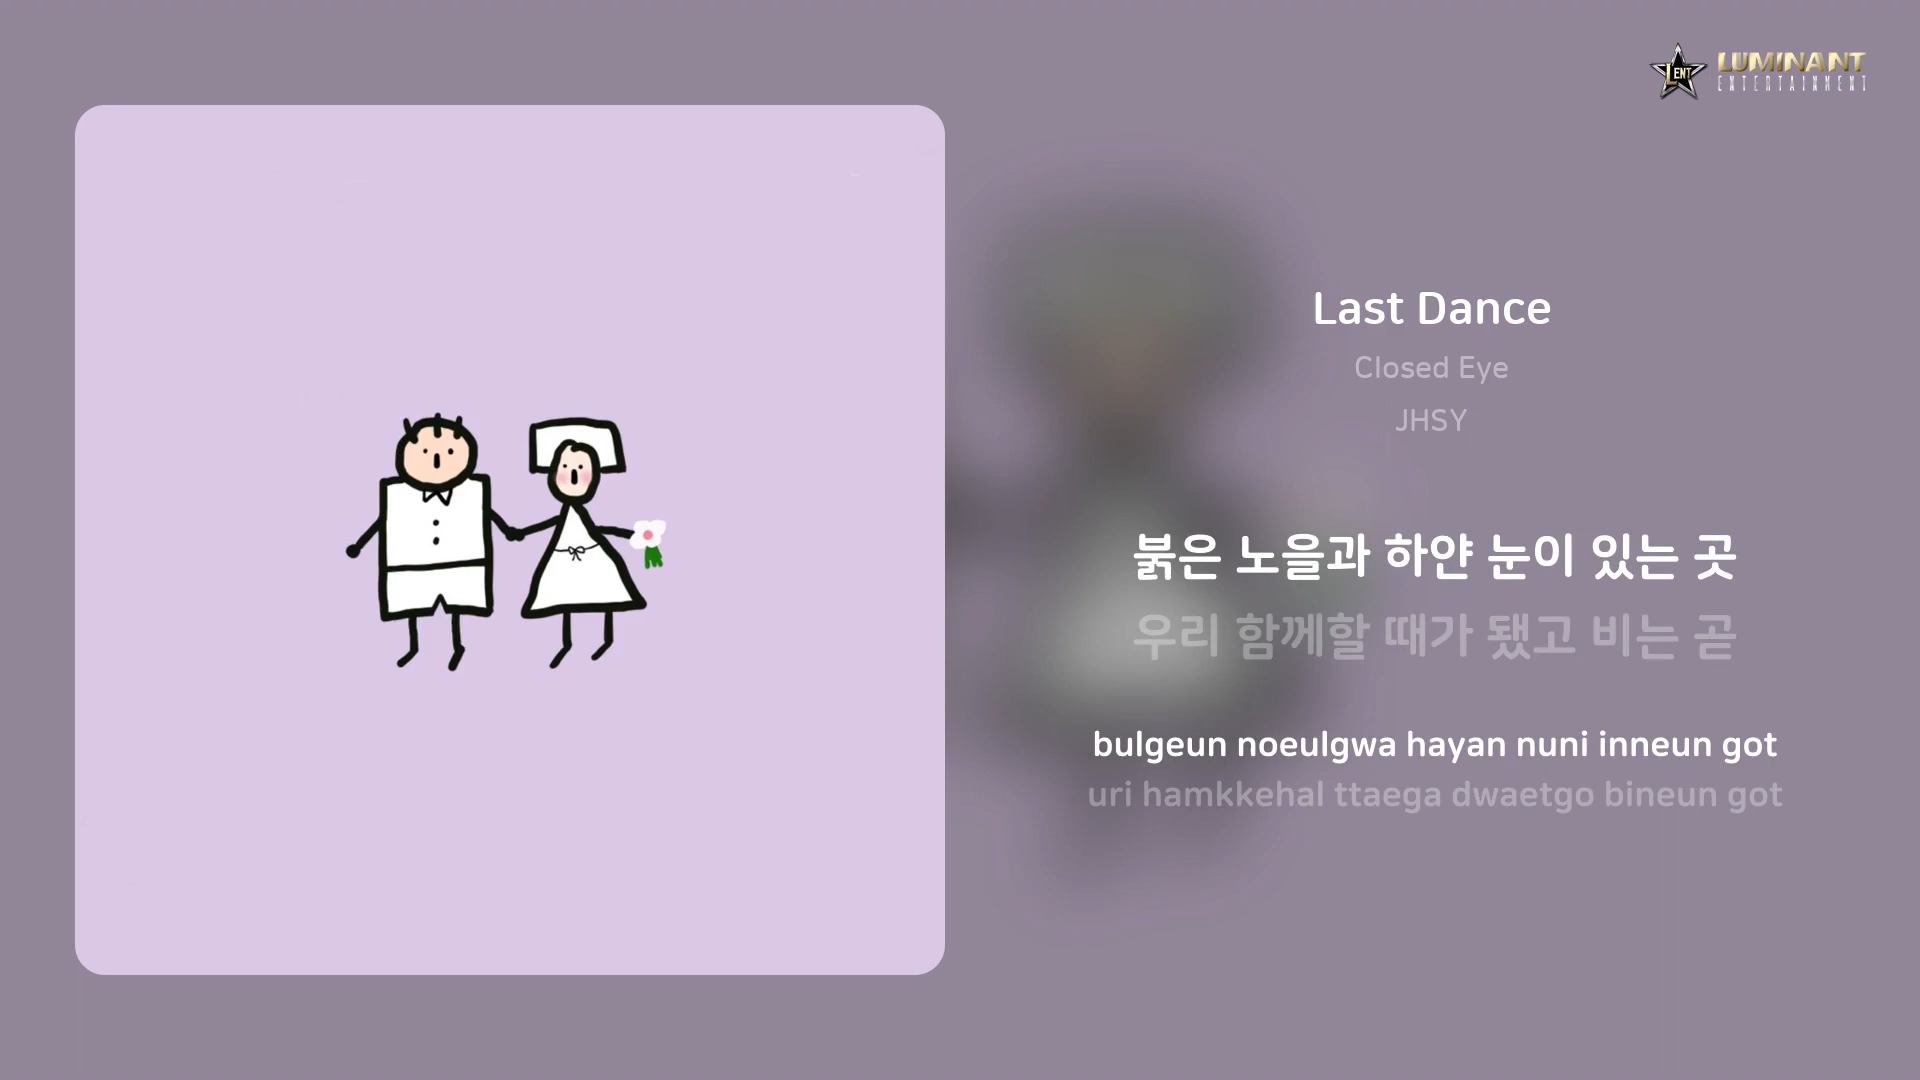 LENT
LUMINANT
ENTERTAINMENT
Last Dance
Closed Eye
JHSY
붉은 노을과 하얀 눈이 있는 곳
우리 함께할 때가 됐고 비는 곧
bulgeun noeulgwa hayan nuni inneun got
uri hamkkehal ttaega dwaetgo bineun got